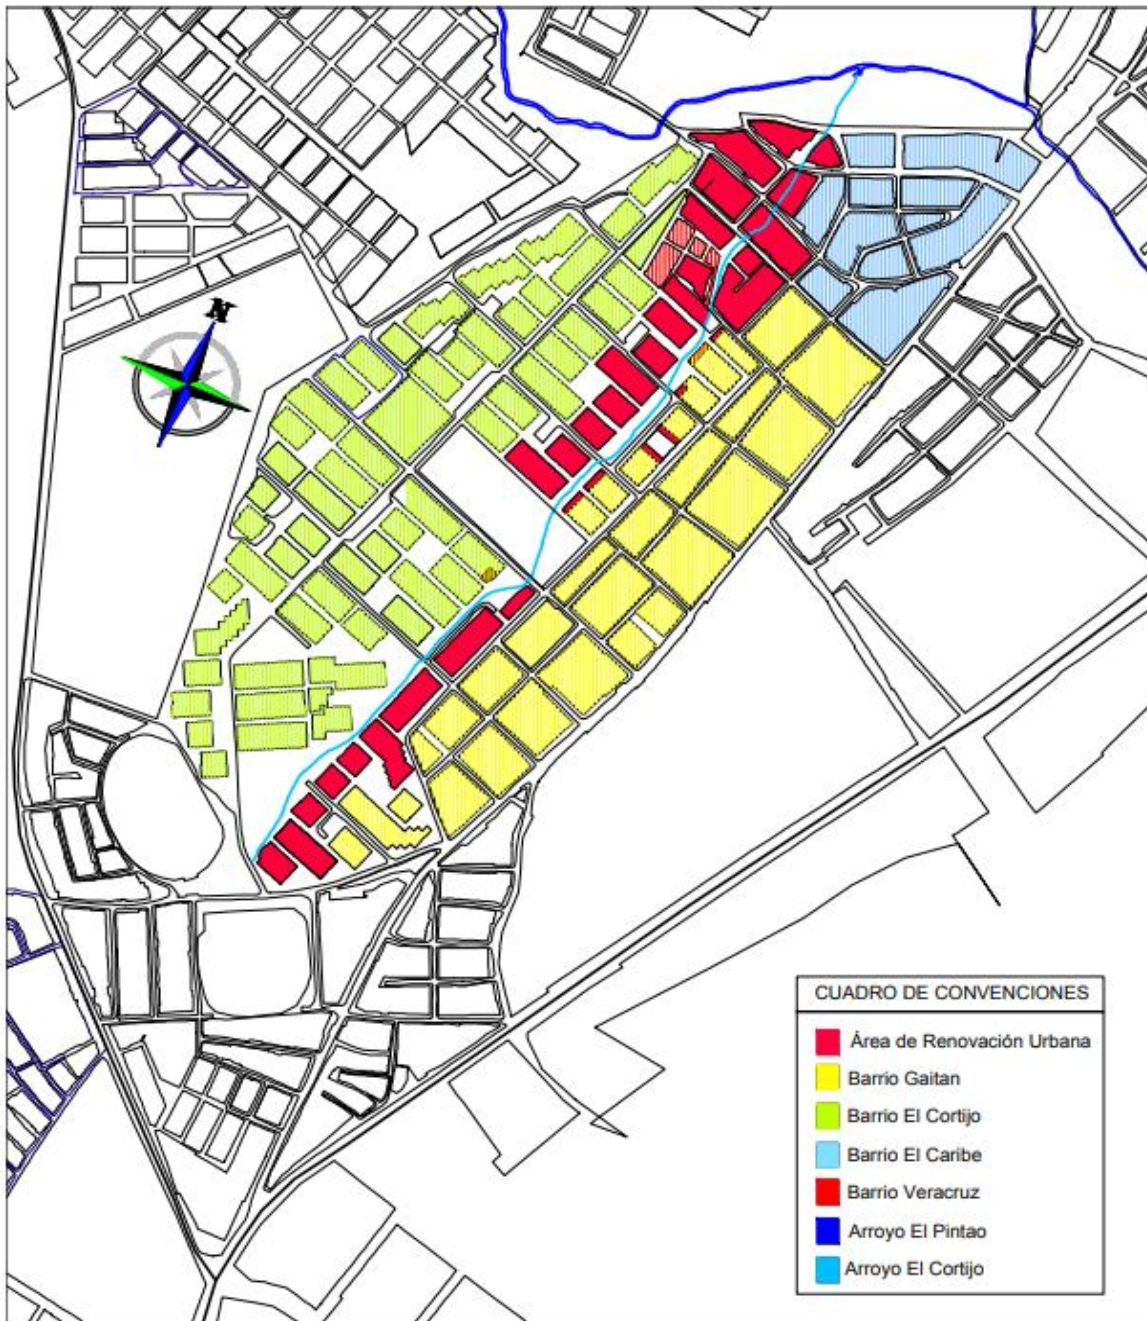 N
CUADRO DE CONVENCIONES
Área de Renovación Urbana
Barrio Gaitan
Barrio El Cortijo
Barrio El Caribe
Barrio Veracruz
Arroyo El Pintao
Arroyo El Cortijo